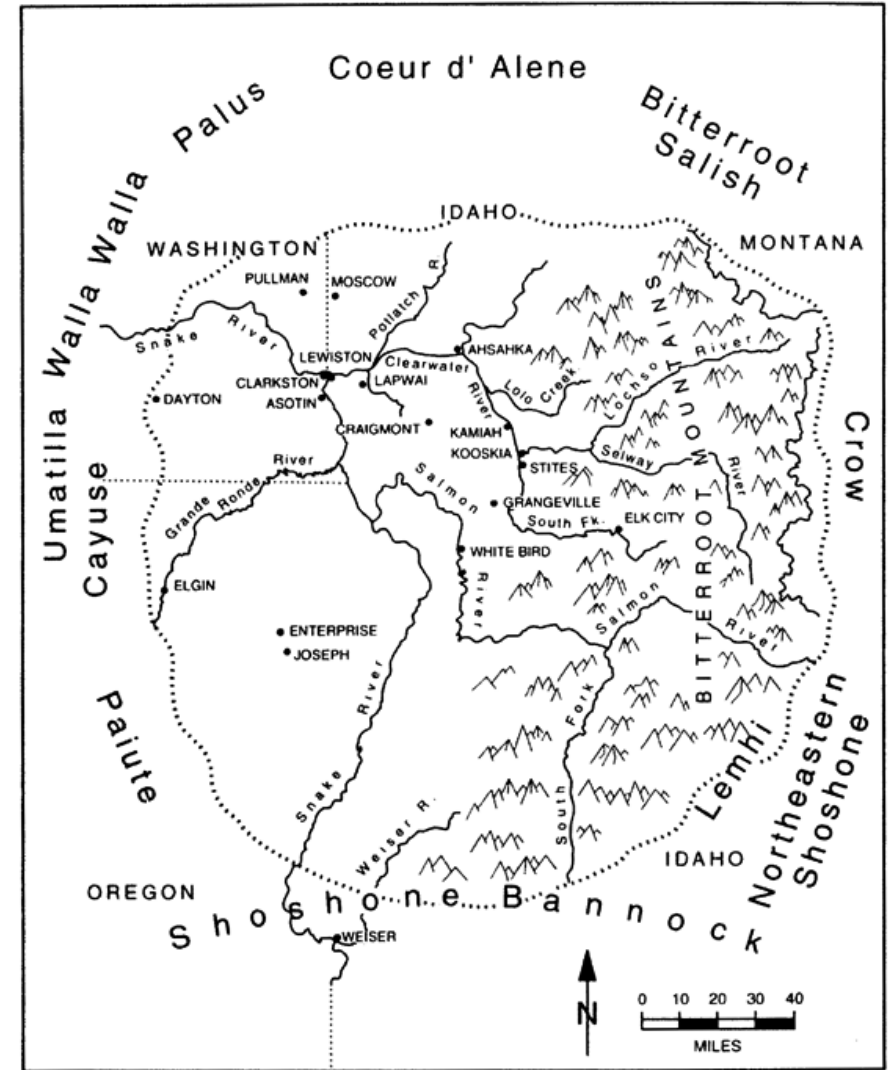 Coeur d' Alene
Palus
Bitterroot
Salish
Walla Walla
Umatilla
Cayuse
IDAHO
WASHINGTON
MONTANA
PULLMAN
MOSCOW
Potlatch R
Snake River
LEWISTON
Clearwater
AHSAHKA
CLARKSTON
LAPWAI
ASOTIN
DAYTON
Lolo Creek
River
Lochso River
BITTERROOT MOUNTAINS
CRAIGMONT
KAMIAH
KOOSKIA
STITES
Selway
River
Crow
Grande Ronde River
Salmon
GRANGEVILLE
South Fk.
ELK CITY
WHITE BIRD
River
ELGIN
Salmon River
ENTERPRISE
JOSEPH
Snake River
South Fork
Paiute
Weiser R.
Lemhi
Northeastern
Shoshone
IDAHO
OREGON
Shoshone Bannock
WEISER
N
0 10 20 30 40
MILES